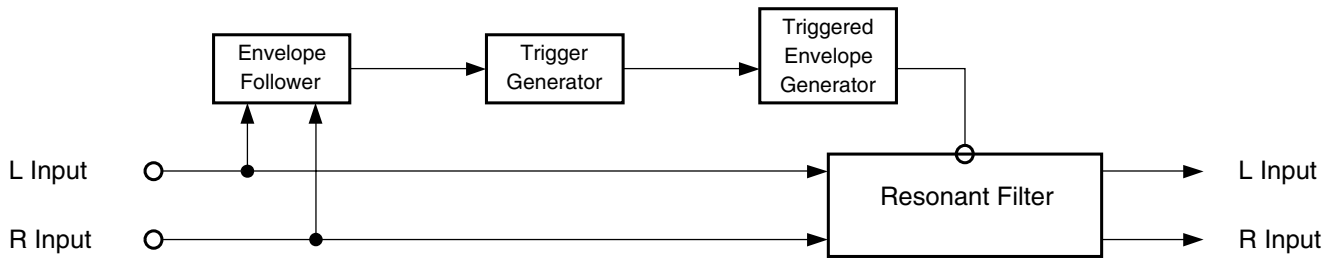 Envelope
Follower
Trigger
Generator
Triggered
Envelope
Generator
L Input
Resonant Filter
L Input
R Input
R Input